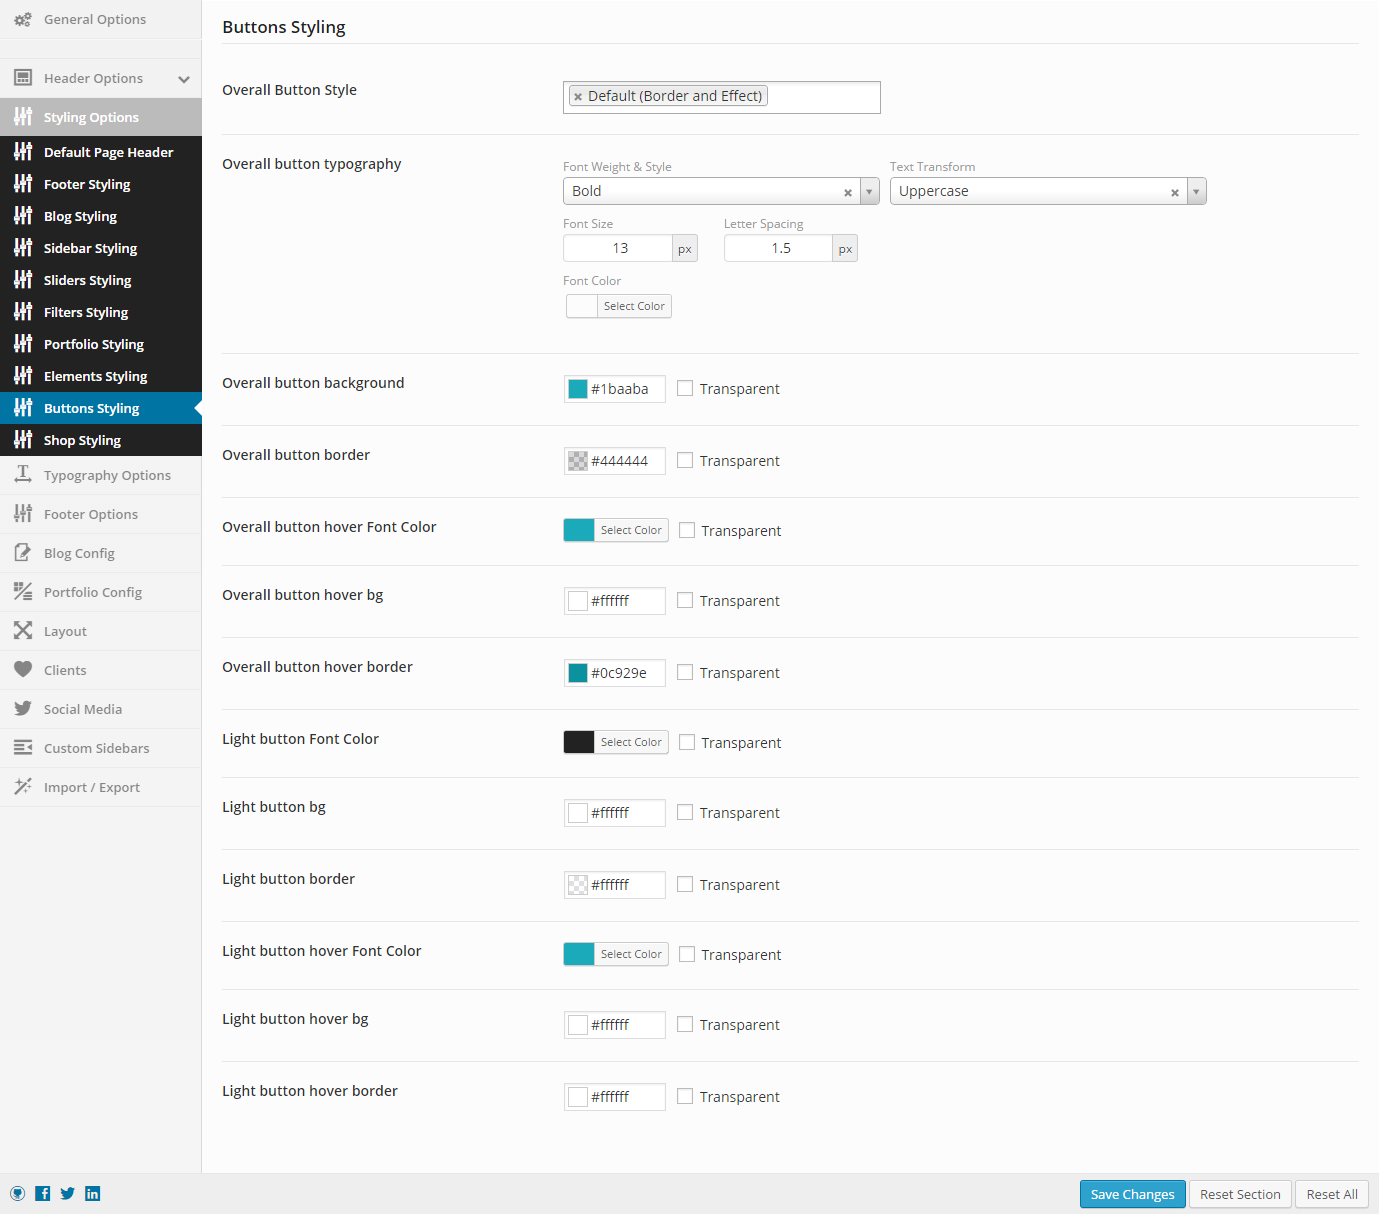 General Options
Header Options
Styling Options
Default Page Header
Footer Styling
Blog Styling
Sidebar Styling
Sliders Styling
Filters Styling
Portfolio Styling
Elements Styling
Buttons Styling
Shop Styling
Typography Options
Footer Options
Blog Config
Portfolio Config
Layout
Clients
Social Media
Custom Sidebars
Import / Export
Buttons Styling
Overall Button Style
Default (Border and Effect)
Overall button typography
Font Weight & Style
Text Transform
Bold
Uppercase
Font Size
Letter Spacing
13 px
1.5 px
Font Color
Select Color
Overall button background
#1baaba Transparent
Overall button border
#444444 Transparent
Overall button hover Font Color
Select Color Transparent
Overall button hover bg
#ffffff Transparent
Overall button hover border
#0c929e Transparent
Light button Font Color
Select Color Transparent
Light button bg
#ffffff Transparent
Light button border
#ffffff Transparent
Light button hover Font Color
Select Color Transparent
Light button hover bg
#ffffff Transparent
Light button hover border
#ffffff Transparent
Save Changes
Reset Section
Reset All